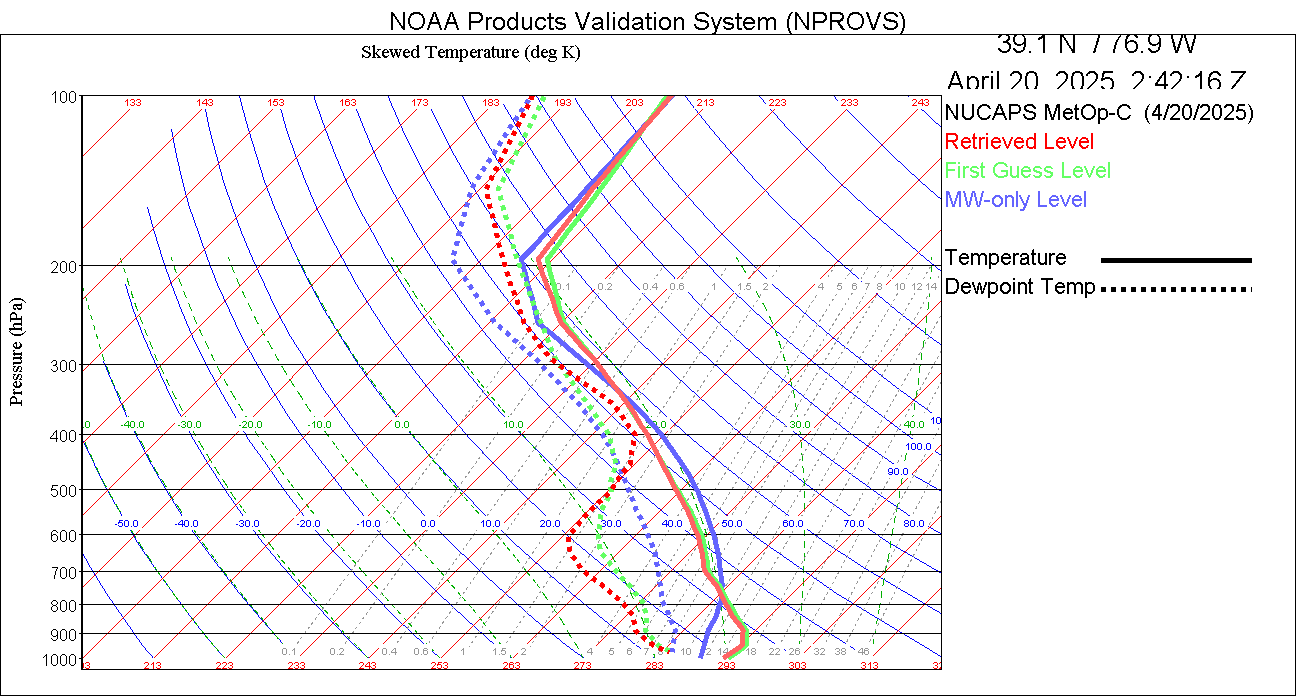 NOAA Products Validation System (NPROVS)
Skewed Temperature (deg K)
39.1 N / 76.9 W
April 20 2025 2:42:16 Z
NUCAPS MetOp-C (4/20/2025)
Retrieved Level
First Guess Level
MW-only Level
Temperature
Dewpoint Temp
Pressure (hPa)
100
133 143 153 163 173 183 193 203 213 223 233 243
200
0.1 0.2 0.4 0.6 1 1.5 2 4 5 6 7 8 10 12 14
300
0 -40.0 -30.0 -20.0 -10.0 0.0 10.0 20.0 30.0 40.0
10
400
100.0
90.0
500
-50.0 -40.0 -30.0 -20.0 -10.0 0.0 10.0 20.0 30.0 40.0 50.0 60.0 70.0 80.0
600
700
800
900
0.1 0.2 0.4 0.6 1 1.5 2 4 5 6 7 8 10 12 14 18 22 26 32 38 46
1000
3 213 223 233 243 253 263 273 283 293 303 313 32